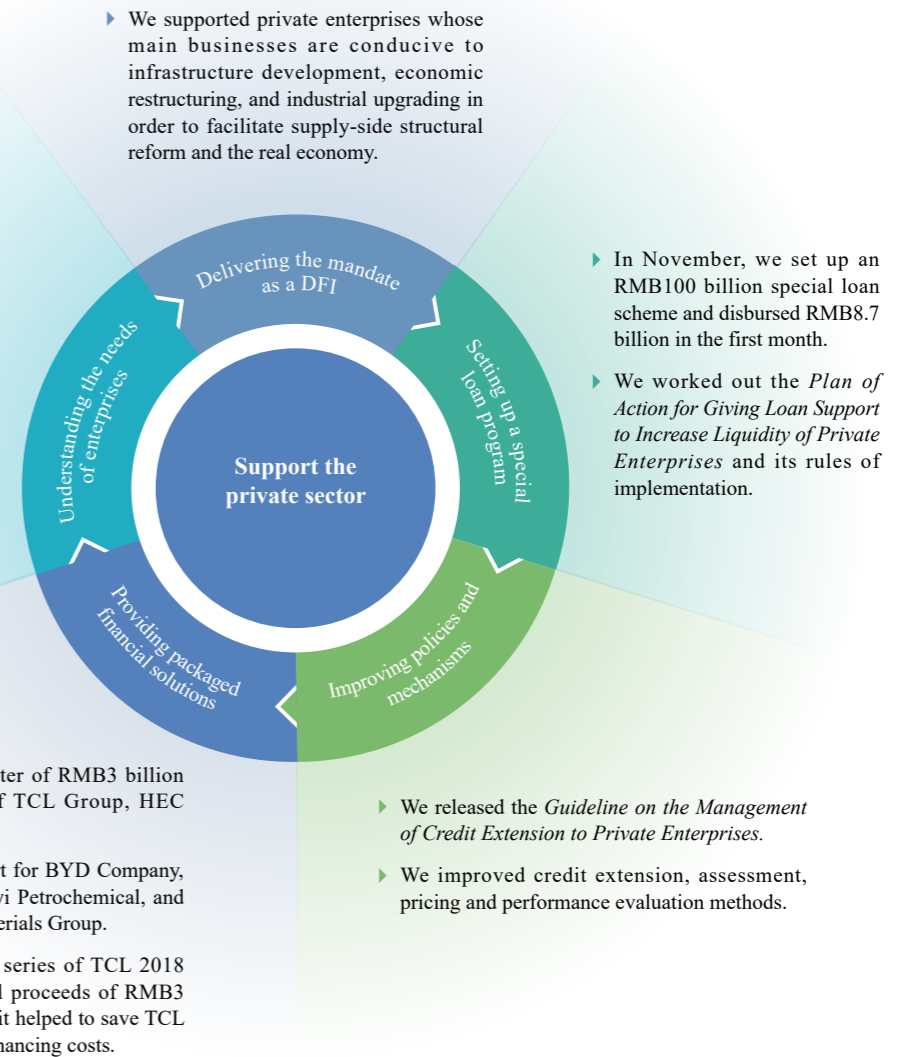 We supported private enterprises whose
main businesses are conducive to
infrastructure development, economic
restructuring, and industrial upgrading in
order to facilitate supply-side structural
reform and the real economy.
Delivering the mandate
as a DFI
Setting up a special
loan program
In November, we set up an
RMB100 billion special loan
scheme and disbursed RMB8.7
billion in the first month.
We worked out the Plan of
Action for Giving Loan Support
to Increase Liquidity of Private
Enterprises and its rules of
implementation.
Understanding the needs
of enterprises
Support the
private sector
Improving policies and
mechanisms
Providing packaged
financial solutions
We released the Guideline on the Management
of Credit Extension to Private Enterprises.
We improved credit extension, assessment,
pricing and performance evaluation methods.
of RMB3 billion
TCL Group, HEC
for BYD Company,
Petrochemical, and
Group.
series of TCL 2018
proceeds of RMB3
it helped to save TCL
costs.